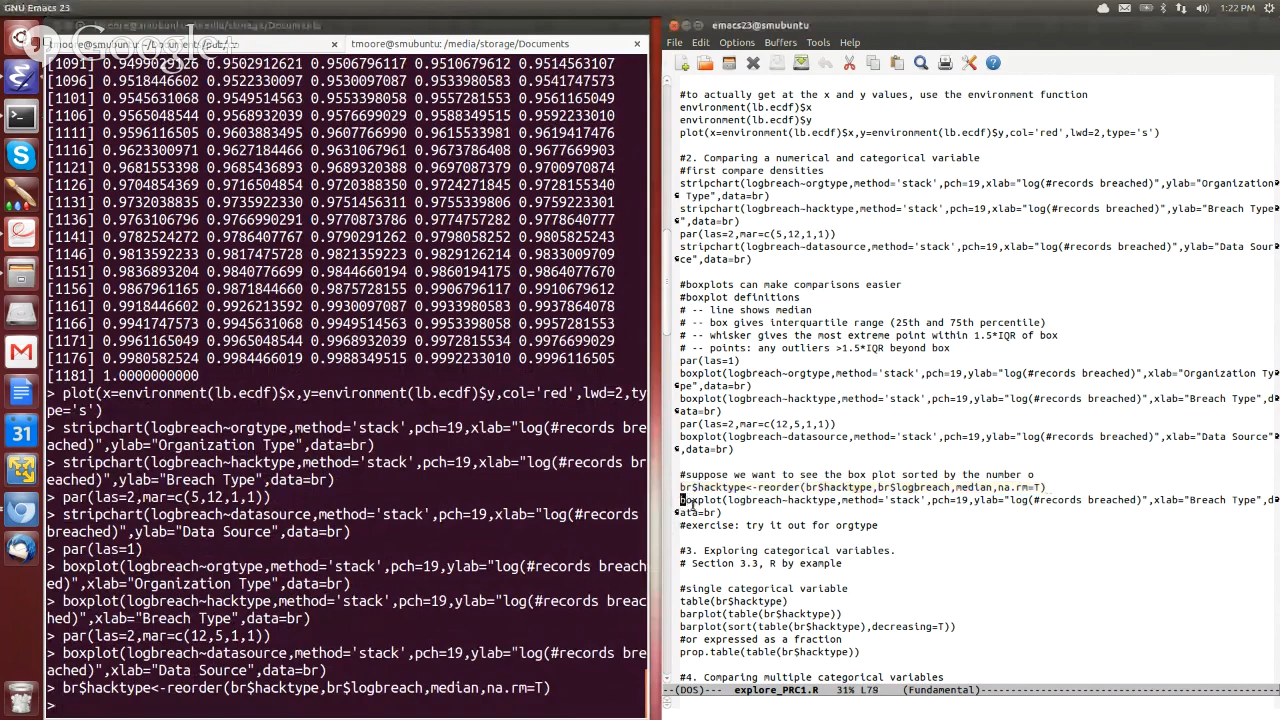 GNU Emacs 23
1:22 PM
Google+
tmoore@smubuntu: ~/Documents/pub/
tmoore@smubuntu: /media/storage/Documents
[1096] 0.9518446602 0.9522330097 0.9530097087 0.9533980583 0.9541747573
[1101] 0.9545631068 0.9549514563 0.9553398058 0.9557281553 0.9561165049
[1106] 0.9565048544 0.9568932039 0.9576699029 0.9588349515 0.9592233010
[1111] 0.9596116505 0.9603883495 0.9607766990 0.9615533981 0.9619417476
[1116] 0.9623300971 0.9627184466 0.9631067961 0.9673786408 0.9677669903
[1121] 0.9681553398 0.9685436893 0.9689320388 0.9697087379 0.9700970874
[1126] 0.9704854369 0.9716504854 0.9720388350 0.9724271845 0.9728155340
[1131] 0.9732038835 0.9735922330 0.9751456311 0.9755339806 0.9759223301
[1136] 0.9763106796 0.9766990291 0.9770873786 0.9774757282 0.9778640777
[1141] 0.9782524272 0.9786407767 0.9790291262 0.9798058252 0.9805825243
[1146] 0.9813592233 0.9817475728 0.9821359223 0.9829126214 0.9833009709
[1151] 0.9836893204 0.9840776699 0.9844660194 0.9860194175 0.9864077670
[1156] 0.9867961165 0.9871844660 0.9875728155 0.9906796117 0.9910679612
[1161] 0.9918446602 0.9926213592 0.9930097087 0.9933980583 0.9937864078
[1166] 0.9941747573 0.9945631068 0.9949514563 0.9953398058 0.9957281553
[1171] 0.9961165049 0.9965048544 0.9968932039 0.9972815534 0.9976699029
[1176] 0.9980582524 0.9984466019 0.9988349515 0.9992233010 0.9996116505
[1181] 1.0000000000
> plot(x=environment(lb.ecdf)$x,y=environment(lb.ecdf)$y,col='red',lwd=2,ty
pe='s')
> stripchart(logbreach~orgtype,method='stack',pch=19,xlab="log(#records bre
ached)",ylab="Organization Type",data=br)
> stripchart(logbreach~hacktype,method='stack',pch=19,xlab="log(#records br
eached)",ylab="Breach Type",data=br)
> par(las=2,mar=c(5,12,1,1))
> stripchart(logbreach~datasource,method='stack',pch=19,xlab="log(#records
breached)",ylab="Data Source",data=br)
> par(las=1)
> boxplot(logbreach~orgtype,method='stack',pch=19,ylab="log(#records breach
ed)",xlab="Organization Type",data=br)
> boxplot(logbreach~hacktype,method='stack',pch=19,ylab="log(#records breac
hed)",xlab="Breach Type",data=br)
> par(las=2,mar=c(12,5,1,1))
> boxplot(logbreach~datasource,method='stack',pch=19,ylab="log(#records bre
ached)",xlab="Data Source",data=br)
> br$hacktype<-reorder(br$hacktype,br$logbreach,median,na.rm=T)
>
emacs23@smubuntu
File Edit Options Buffers Tools Help
#to actually get at the x and y values, use the environment function
environment(lb.ecdf)$x
environment(lb.ecdf)$y
plot(x=environment(lb.ecdf)$x,y=environment(lb.ecdf)$y,col='red',lwd=2,type='s')
#2. Comparing a numerical and categorical variable
#first compare densities
stripchart(logbreach~orgtype,method='stack',pch=19,xlab="log(#records breached)",ylab="Organization
Type",data=br)
stripchart(logbreach~hacktype,method='stack',pch=19,xlab="log(#records breached)",ylab="Breach Type
",data=br)
par(las=2,mar=c(5,12,1,1))
stripchart(logbreach~datasource,method='stack',pch=19,xlab="log(#records breached)",ylab="Data Sour
ce",data=br)
#boxplots can make comparisons easier
#boxplot definitions
# -- line shows median
# -- box gives interquartile range (25th and 75th percentile)
# -- whisker gives the most extreme point within 1.5*IQR of box
# -- points: any outliers >1.5*IQR beyond box
par(las=1)
boxplot(logbreach~orgtype,method='stack',pch=19,ylab="log(#records breached)",xlab="Organization Ty
pe",data=br)
boxplot(logbreach~hacktype,method='stack',pch=19,ylab="log(#records breached)",xlab="Breach Type",d
ata=br)
par(las=2,mar=c(12,5,1,1))
boxplot(logbreach~datasource,method='stack',pch=19,ylab="log(#records breached)",xlab="Data Source"
,data=br)
#suppose we want to see the box plot sorted by the number o
br$hacktype<-reorder(br$hacktype,br$logbreach,median,na.rm=T)
boxplot(logbreach~hacktype,method='stack',pch=19,ylab="log(#records breached)",xlab="Breach Type",d
ata=br)
#exercise: try it out for orgtype
#3. Exploring categorical variables.
# Section 3.3, R by example
#single categorical variable
table(br$hacktype)
barplot(table(br$hacktype))
barplot(sort(table(br$hacktype),decreasing=T))
#or expressed as a fraction
prop.table(table(br$hacktype))
#4. Comparing multiple categorical variables
-(DOS)--- explore_PRC1.R 31% L79 (Fundamental)
31